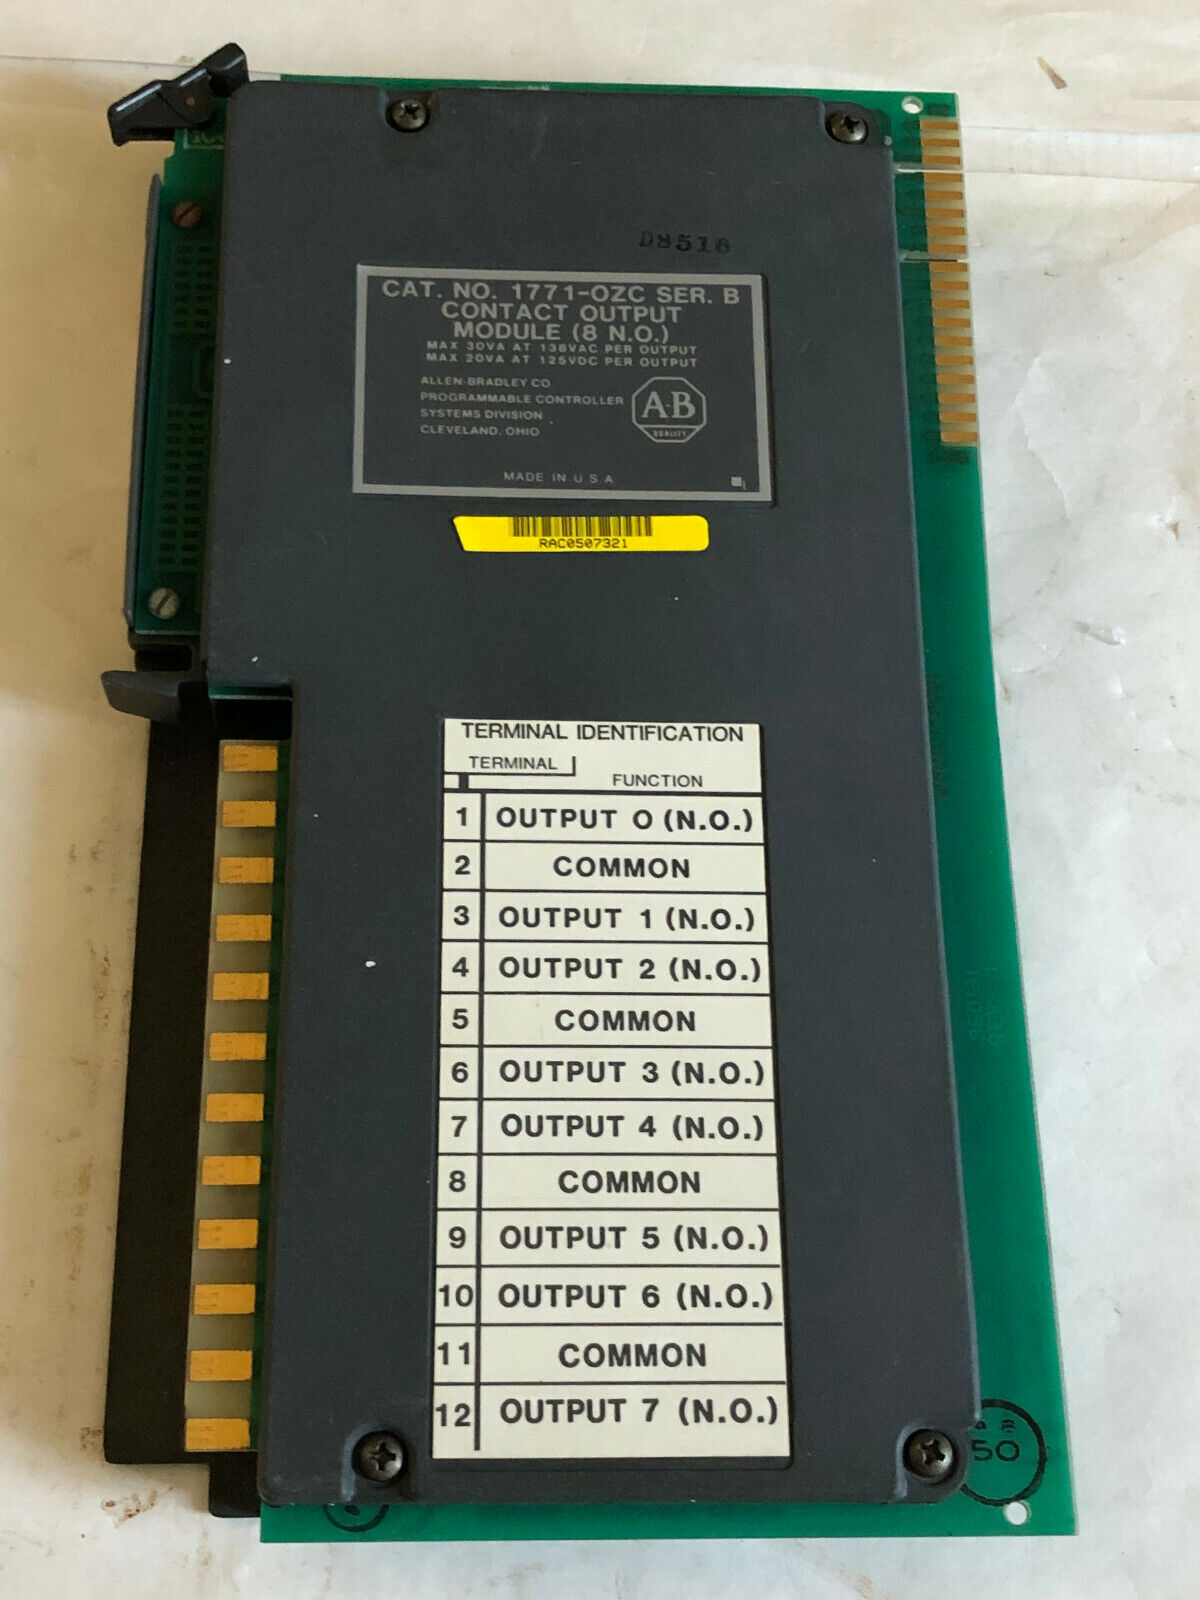 D8516
CAT. NO. 1771-OZC SER. B
CONTACT OUTPUT
MODULE (8 N.O.)
MAX 30VA AT 138VAC PER OUTPUT
MAX 20VA AT 125VDC PER OUTPUT
ALLEN-BRADLEY CO
PROGRAMMABLE CONTROLLER
SYSTEMS DIVISION
CLEVELAND, OHIO
A·B
QUALITY
MADE IN U.S.A
RAC0507321
TERMINAL IDENTIFICATION
TERMINAL
FUNCTION
1 OUTPUT O (N.O.)
2 COMMON
3 OUTPUT 1 (N.O.)
4 OUTPUT 2 (N.O.)
5 COMMON
6 OUTPUT 3 (N.O.)
7 OUTPUT 4 (N.O.)
8 COMMON
9 OUTPUT 5 (N.O.)
10 OUTPUT 6 (N.O.)
11 COMMON
12 OUTPUT 7 (N.O.)
50